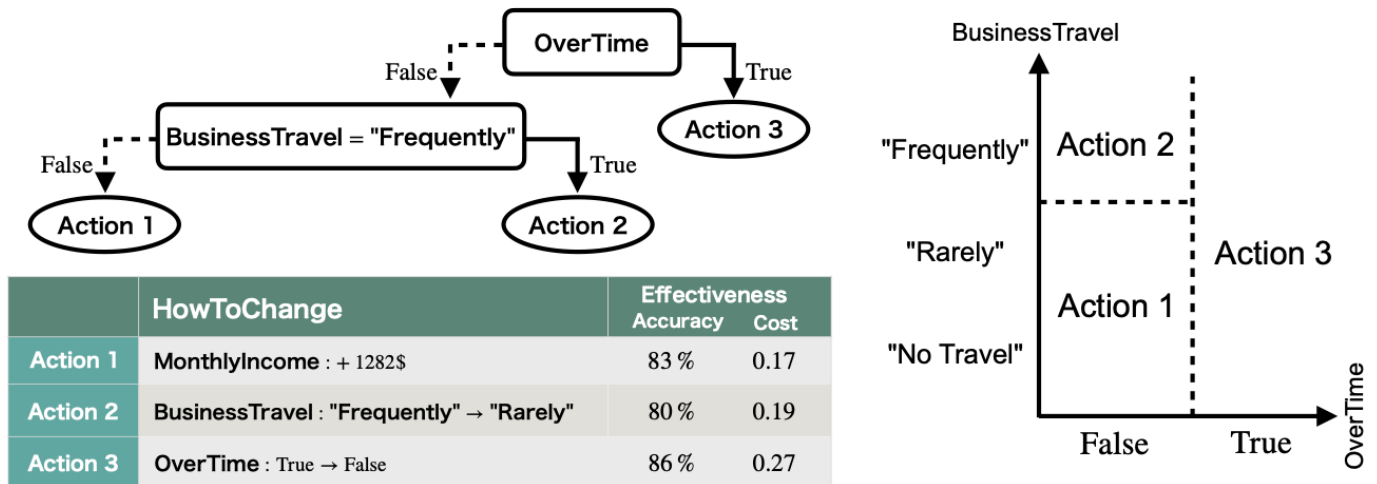 OverTime
False
True
BusinessTravel = "Frequently"
Action 3
False
True
Action 1
Action 2
HowToChange
Effectiveness
Accuracy Cost
Action 1 MonthlyIncome : + 1282$ 83 % 0.17
Action 2 BusinessTravel : "Frequently" → "Rarely" 80 % 0.19
Action 3 OverTime : True → False 86 % 0.27
BusinessTravel
"Frequently"
Action 2
"Rarely"
Action 3
Action 1
"No Travel"
False
True
OverTime